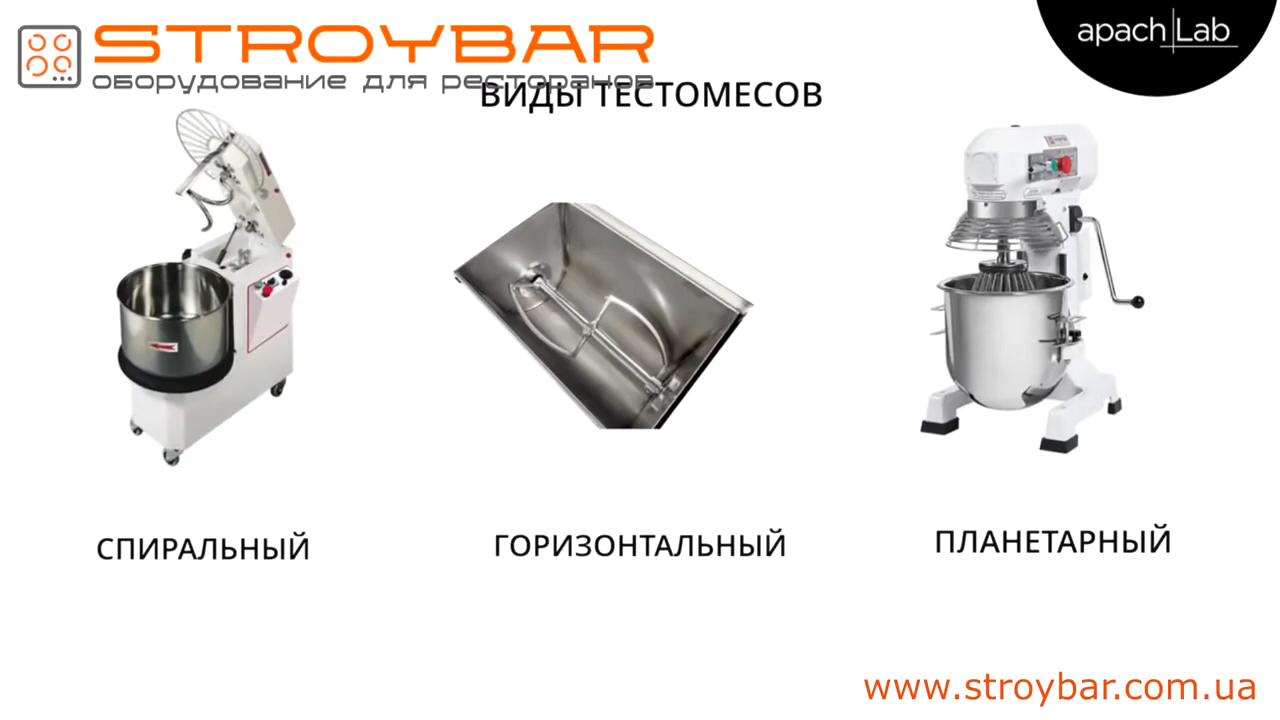 STROYBAR
оборудование для ресторанов
apach|Lab
ВИДЫ ТЕСТОМЕСОВ
СПИРАЛЬНЫЙ
ГОРИЗОНТАЛЬНЫЙ
ПЛАНЕТАРНЫЙ
www.stroybar.com.ua